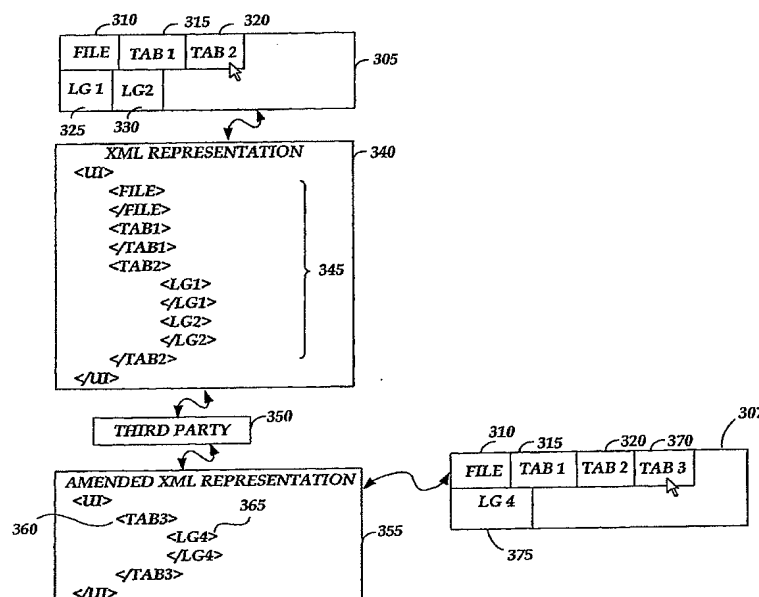 310 315 320
FILE TAB 1 TAB 2
305
LG 1 LG2
325 330
XML REPRESENTATION
340
<UI>
<FILE>
</FILE>
<TAB1>
</TAB1>
<TAB2>
345
<LG1>
</LG1>
<LG2>
</LG2>
</TAB2>
</UI>
350
THIRD PARTY
AMENDED XML REPRESENTATION
<UI>
360 <TAB3> 365
<LG4>
355
</LG4>
</TAB3>
</UI>
307
310 315 320 370
FILE TAB 1 TAB 2 TAB 3
LG 4
375